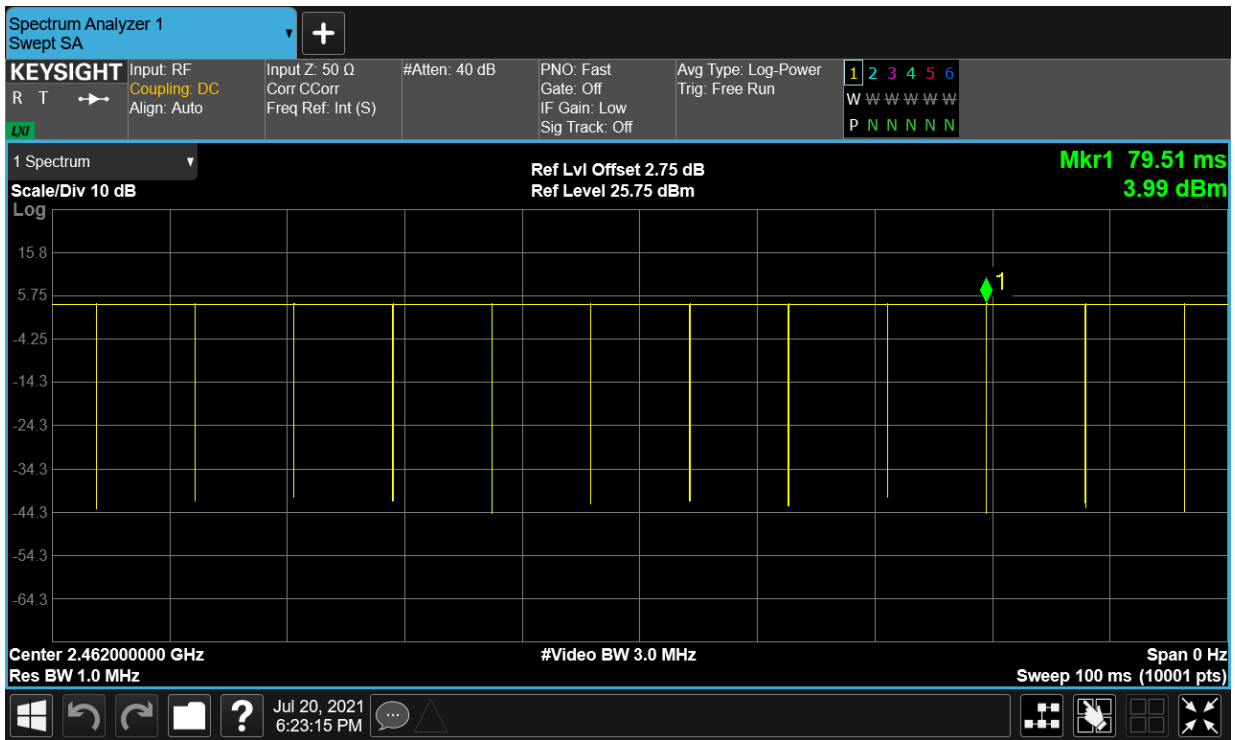 Spectrum Analyzer 1
Swept SA
+
KEYSIGHT
R T
LXI
Input: RF
Coupling: DC
Align: Auto
Input Z: 50 Ω
Corr CCorr
Freq Ref: Int (S)
#Atten: 40 dB
PNO: Fast
Gate: Off
IF Gain: Low
Sig Track: Off
Avg Type: Log-Power
Trig: Free Run
1 2 3 4 5 6
W W W W W W
P N N N N N
1 Spectrum
Scale/Div 10 dB
Log
Ref Lvl Offset 2.75 dB
Ref Level 25.75 dBm
Mkr1 79.51 ms
3.99 dBm
15.8
5.75
-4.25
-14.3
-24.3
-34.3
-44.3
-54.3
-64.3
1
Center 2.462000000 GHz
Res BW 1.0 MHz
#Video BW 3.0 MHz
Span 0 Hz
Sweep 100 ms (10001 pts)
?
Jul 20, 2021
6:23:15 PM